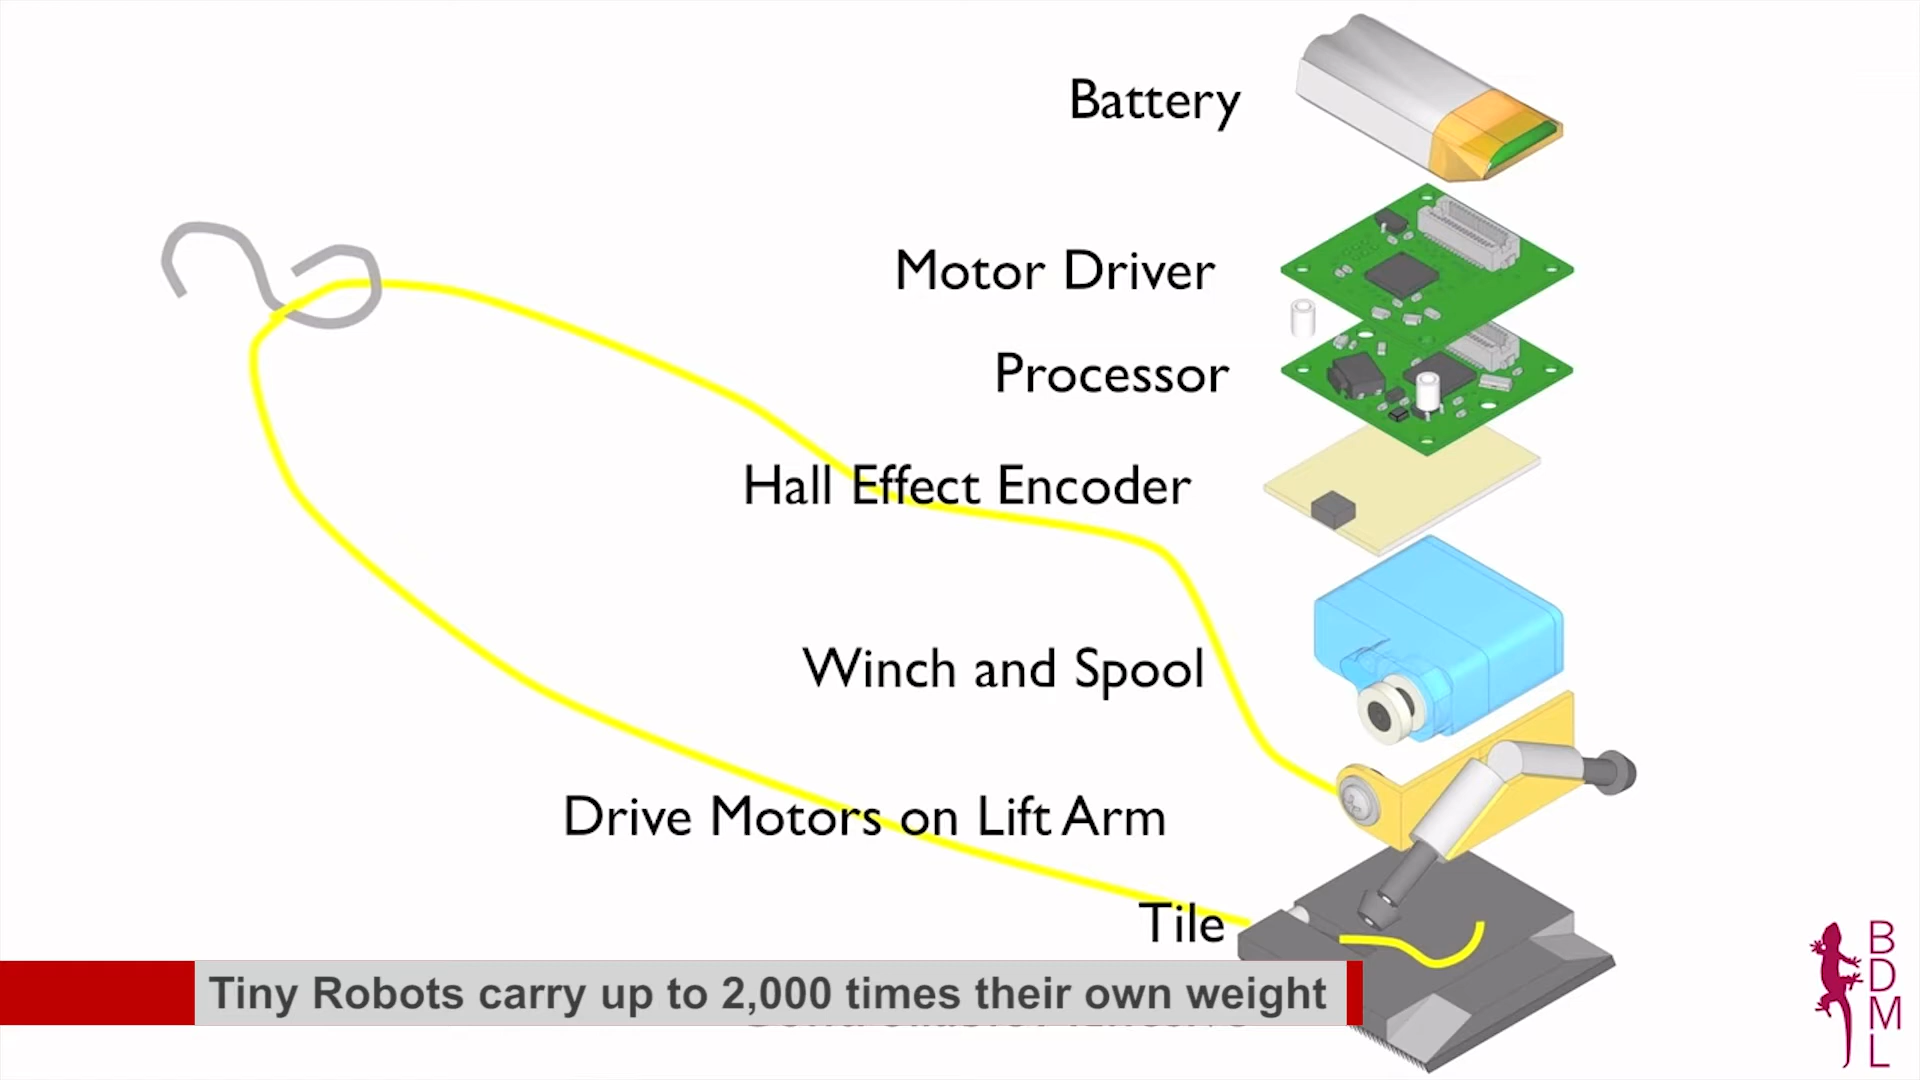 Battery
Motor Driver
Processor
Hall Effect Encoder
Winch and Spool
Drive Motors on Lift Arm
Tile
Tiny Robots carry up to 2,000 times their own weight
BDML